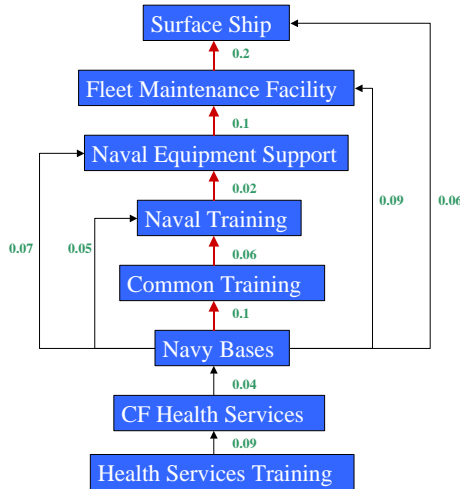 Surface Ship
0.2
Fleet Maintenance Facility
0.1
Naval Equipment Support
0.09
0.06
0.02
Naval Training
0.07
0.05
0.06
Common Training
0.1
Navy Bases
0.04
CF Health Services
0.09
Health Services Training